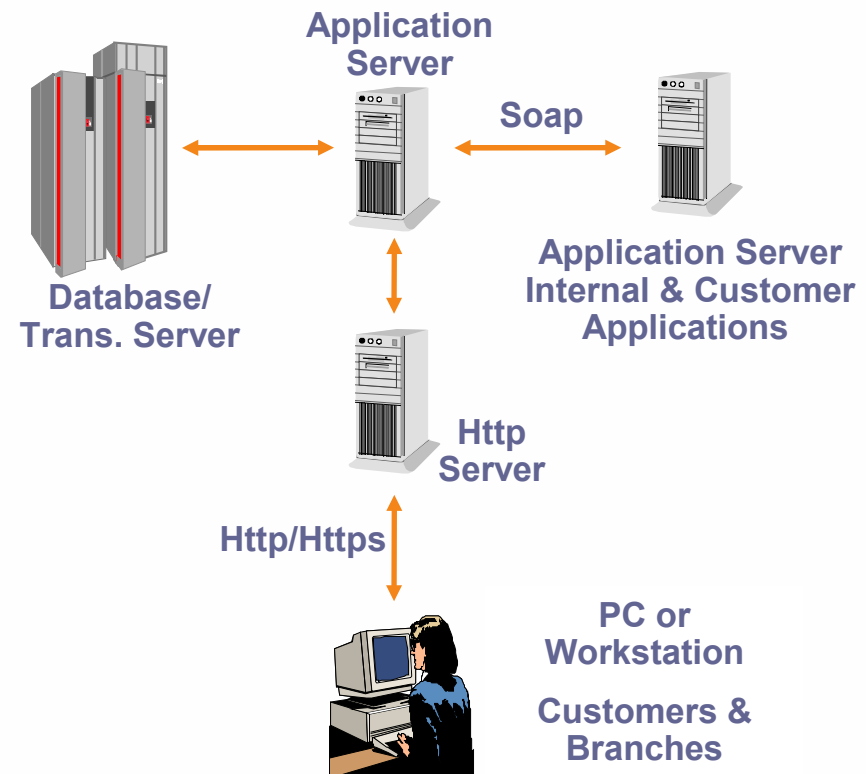 Application
Server
Soap
Database/
Trans. Server
Application Server
Internal & Customer
Applications
Http
Server
Http/Https
PC or
Workstation
Customers &
Branches